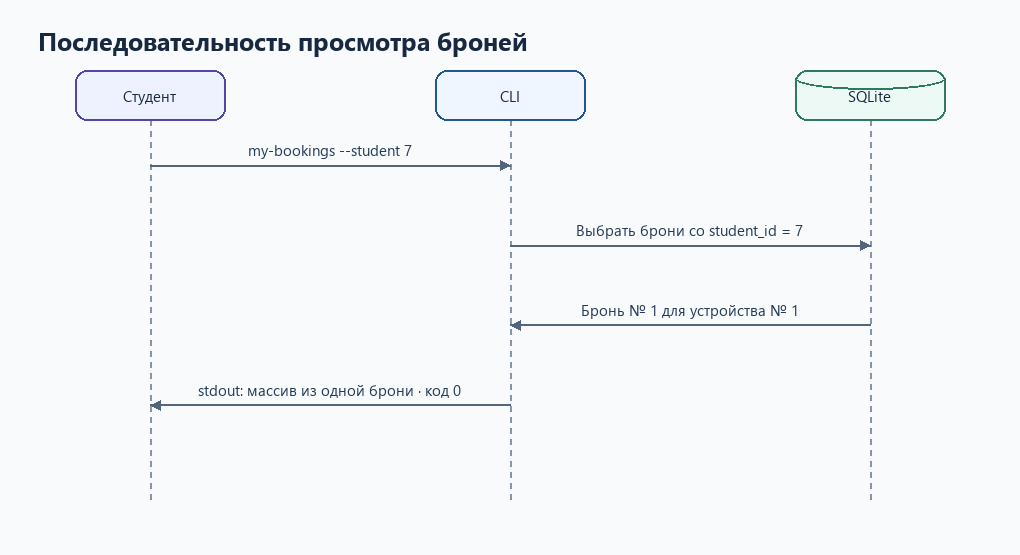 Последовательность просмотра броней
Студент
CLI
SQLite
my-bookings --student 7
Выбрать брони со student_id = 7
Бронь № 1 для устройства № 1
stdout: массив из одной брони · код 0